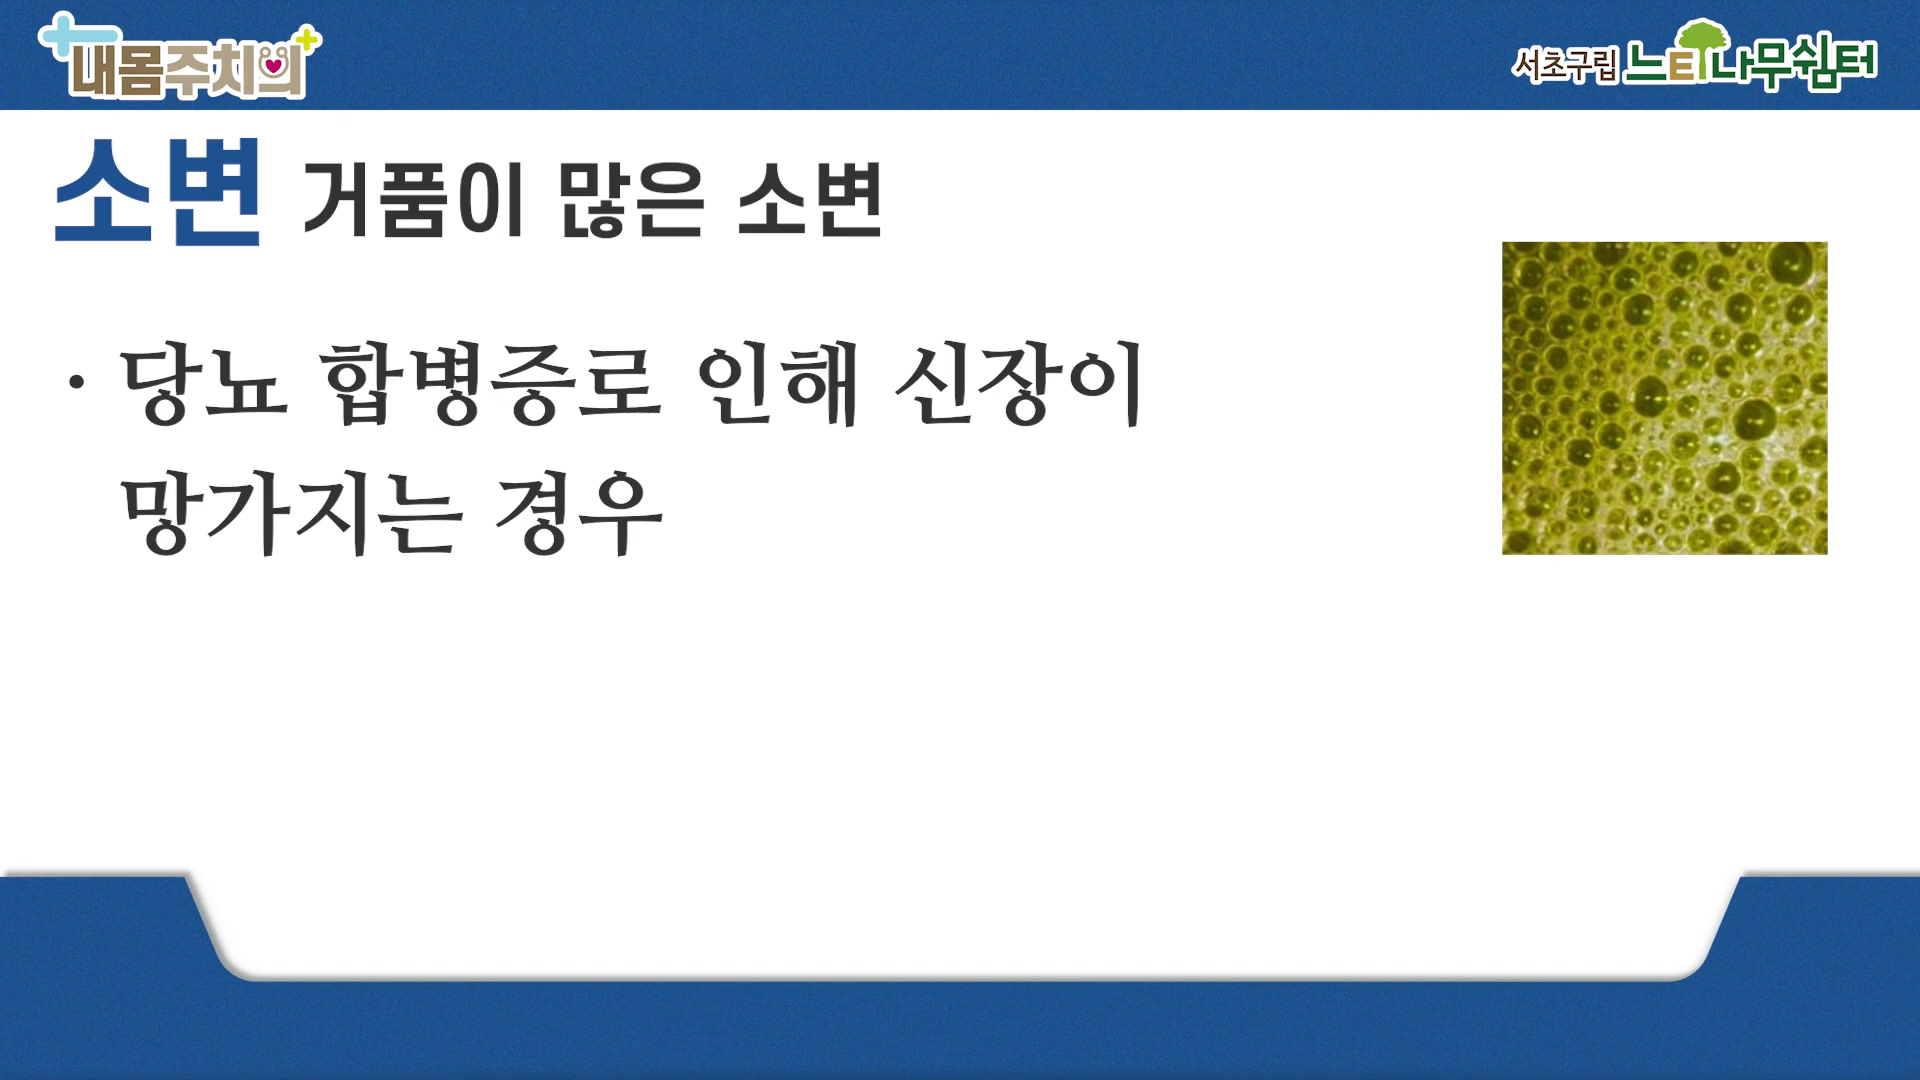 내몸주치의
서초구립 느티나무쉼터
소변 거품이 많은 소변
· 당뇨 합병증로 인해 신장이
망가지는 경우